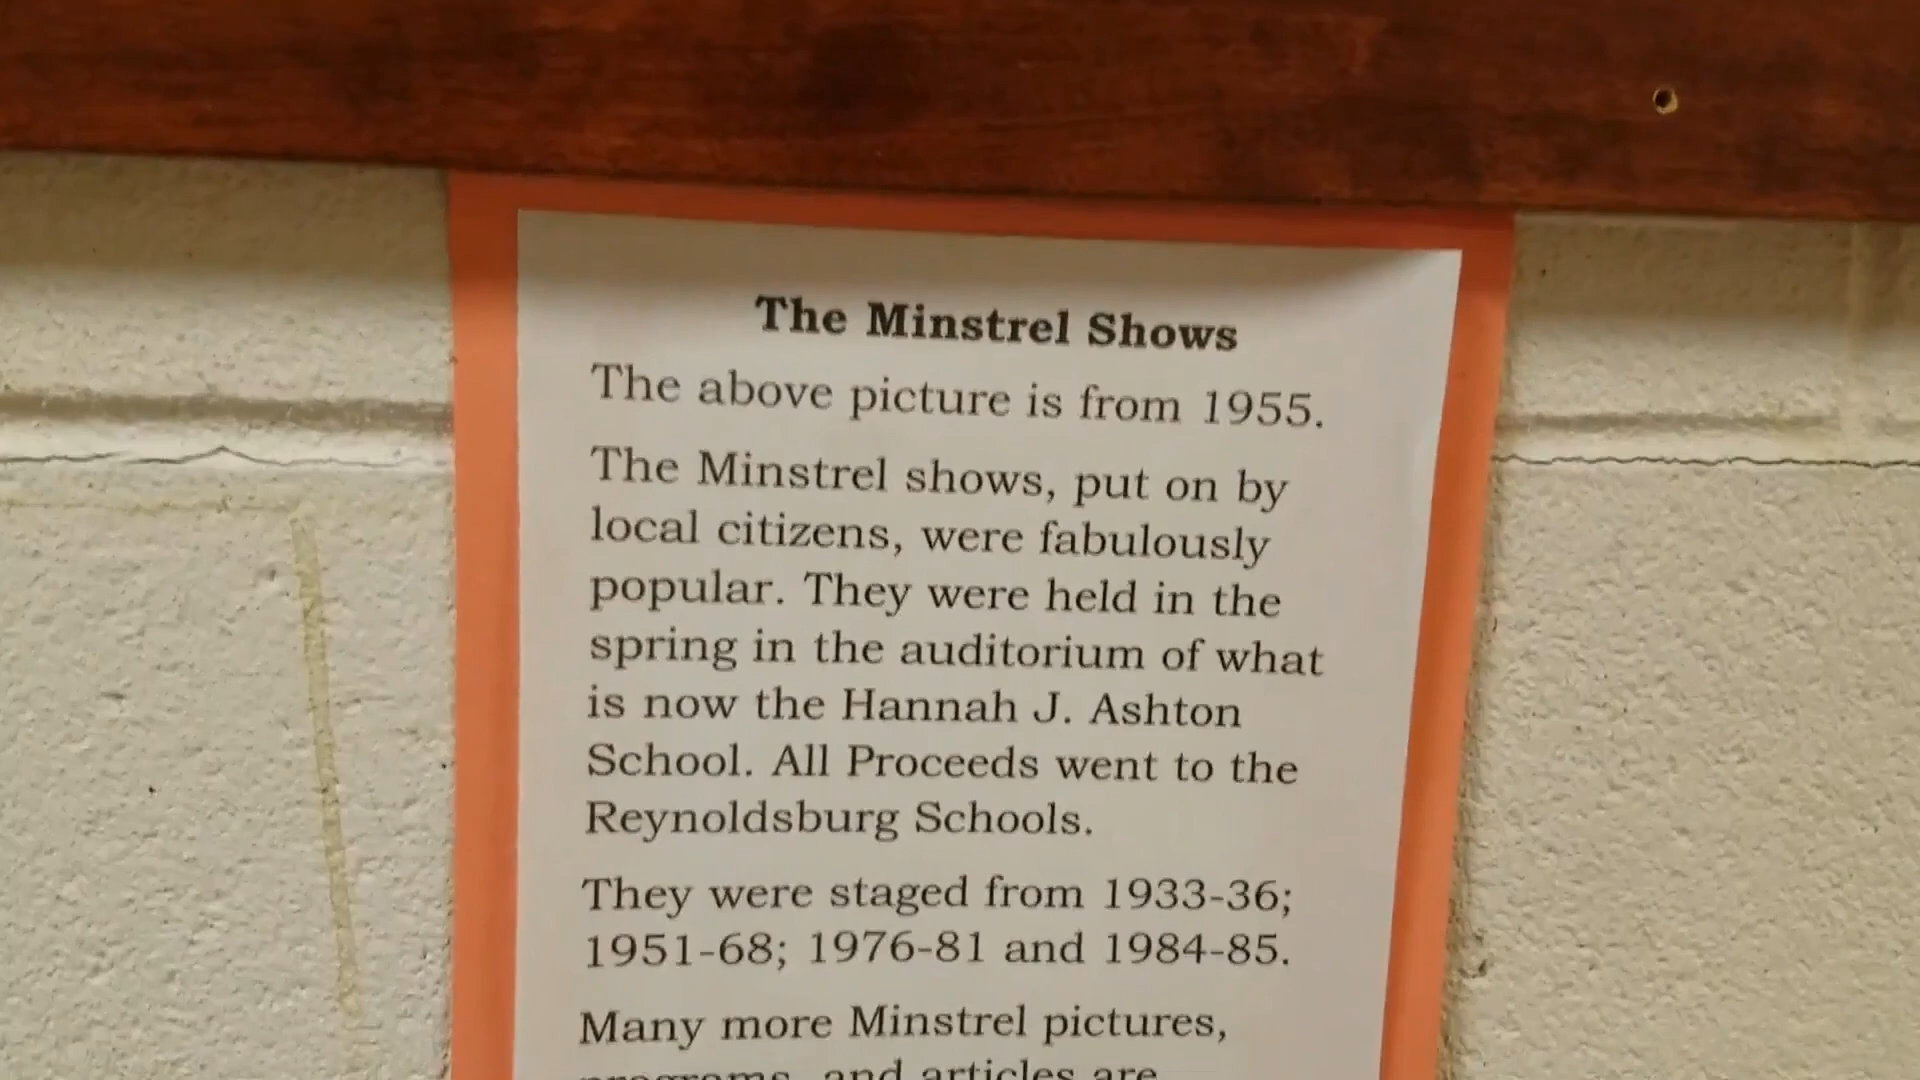 The Minstrel Shows
The above picture is from 1955.
The Minstrel shows, put on by
local citizens, were fabulously
popular. They were held in the
spring in the auditorium of what
is now the Hannah J. Ashton
School. All Proceeds went to the
Reynoldsburg Schools.
They were staged from 1933-36;
1951-68; 1976-81 and 1984-85.
Many more Minstrel pictures,
programs, and articles are